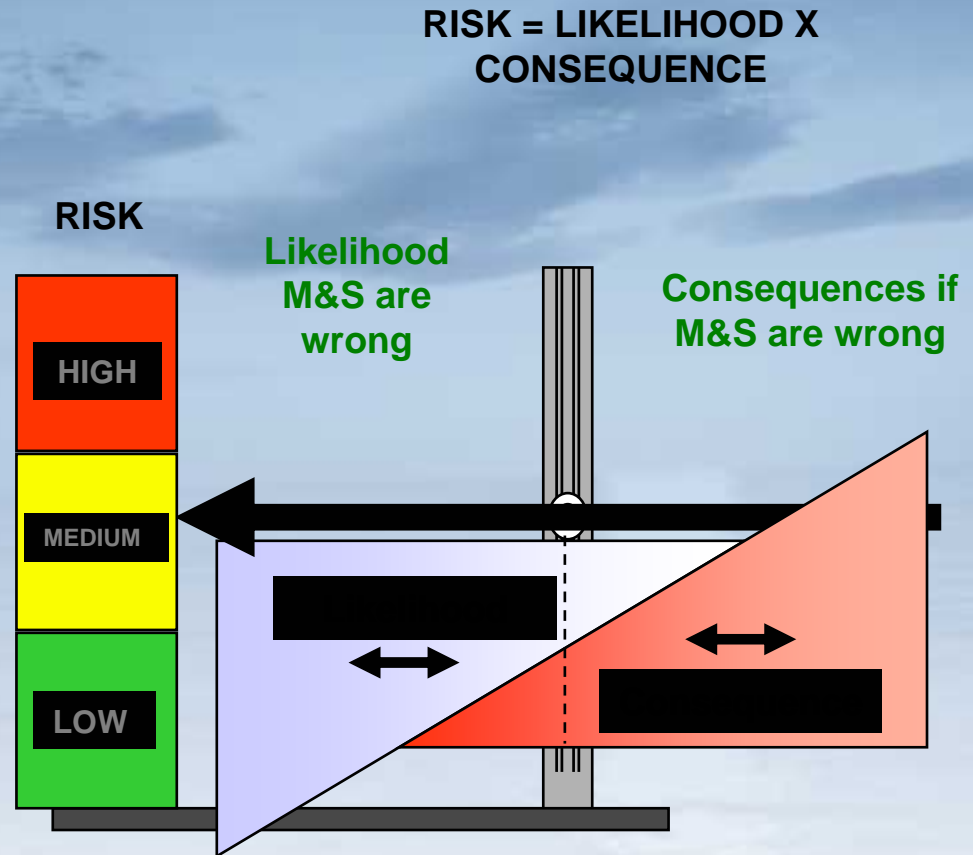 RISK = LIKELIHOOD X
CONSEQUENCE
RISK
Likelihood
M&S are
wrong
Consequences if
M&S are wrong
HIGH
MEDIUM
LOW